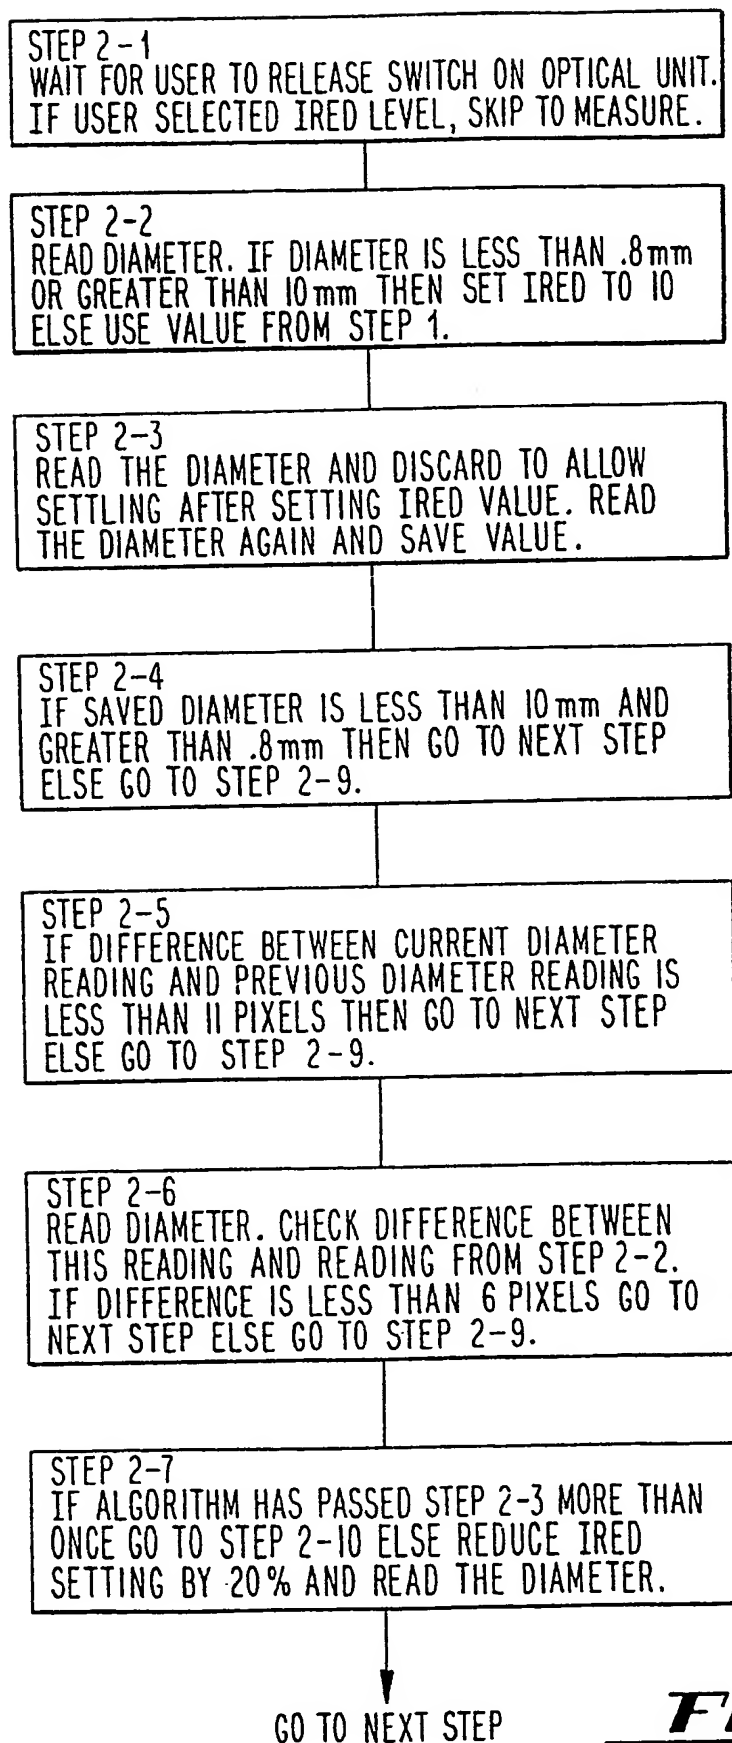 STEP 2-1
WAIT FOR USER TO RELEASE SWITCH ON OPTICAL UNIT.
IF USER SELECTED IRED LEVEL, SKIP TO MEASURE.
STEP 2-2
READ DIAMETER. IF DIAMETER IS LESS THAN .8mm
OR GREATER THAN 10mm THEN SET IRED TO 10
ELSE USE VALUE FROM STEP 1.
STEP 2-3
READ THE DIAMETER AND DISCARD TO ALLOW
SETTLING AFTER SETTING IRED VALUE. READ
THE DIAMETER AGAIN AND SAVE VALUE.
STEP 2-4
IF SAVED DIAMETER IS LESS THAN 10mm AND
GREATER THAN .8mm THEN GO TO NEXT STEP
ELSE GO TO STEP 2-9.
STEP 2-5
IF DIFFERENCE BETWEEN CURRENT DIAMETER
READING AND PREVIOUS DIAMETER READING IS
LESS THAN 11 PIXELS THEN GO TO NEXT STEP
ELSE GO TO STEP 2-9.
STEP 2-6
READ DIAMETER. CHECK DIFFERENCE BETWEEN
THIS READING AND READING FROM STEP 2-2.
IF DIFFERENCE IS LESS THAN 6 PIXELS GO TO
NEXT STEP ELSE GO TO STEP 2-9.
STEP 2-7
IF ALGORITHM HAS PASSED STEP 2-3 MORE THAN
ONCE GO TO STEP 2-10 ELSE REDUCE IRED
SETTING BY 20% AND READ THE DIAMETER.
GO TO NEXT STEP